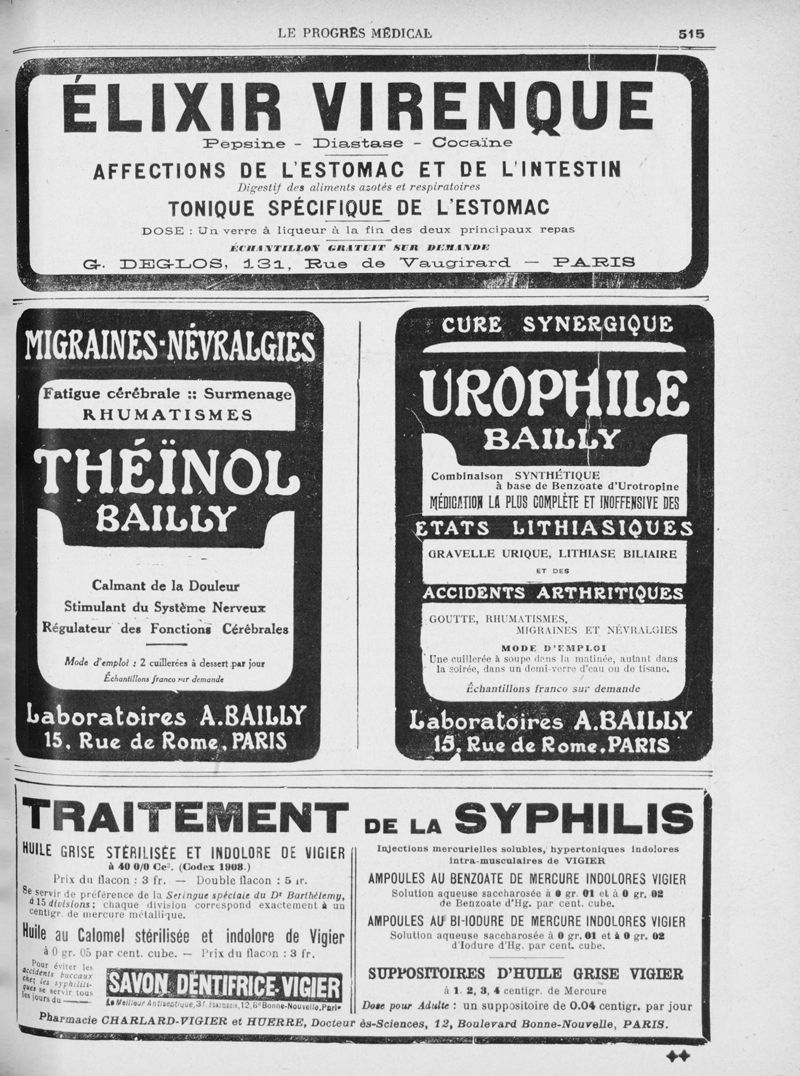 LE PROGRÈS MÉDICAL
515
ÉLIXIR VIRENQUE
Pepsine - Diastase - Cocaïne
AFFECTIONS DE L'ESTOMAC ET DE L'INTESTIN
Digestif des aliments azotés et respiratoires
TONIQUE SPÉCIFIQUE DE L'ESTOMAC
DOSE : Un verre à liqueur à la fin des deux principaux repas
ÉCHANTILLON GRATUIT SUR DEMANDE
G. DEGLOS, 131, Rue de Vaugirard — PARIS
MIGRAINES-NÉVRALGIES
Fatigue cérébrale :: Surmenage
RHUMATISMES
THÉÏNOL
BAILLY
Calmant de la Douleur
Stimulant du Système Nerveux
Régulateur des Fonctions Cérébrales
Mode d'emploi : 2 cuillerées à dessert par jour
Échantillons franco sur demande
Laboratoires A. BAILLY
15, Rue de Rome, PARIS
CURE SYNERGIQUE
UROPHILE
BAILLY
Combinaison SYNTHÉTIQUE
à base de Benzoate d'Urotropine
MÉDICATION LA PLUS COMPLÈTE ET INOFFENSIVE DES
ETATS LITHIASIQUES
GRAVELLE URIQUE, LITHIASE BILIAIRE
ET DES
ACCIDENTS ARTHRITIQUES
GOUTTE, RHUMATISMES,
MIGRAINES ET NÉVRALGIES
MODE D'EMPLOI
Une cuillerée à soupe dans la matinée, autant dans
la soirée, dans un demi-verre d'eau ou de tisane.
Échantillons franco sur demande
Laboratoires A. BAILLY
15, Rue de Rome, PARIS
TRAITEMENT DE LA SYPHILIS
HUILE GRISE STÉRILISÉE ET INDOLORE DE VIGIER
à 40 0/0 Cc³. (Codex 1908.)
Prix du flacon : 3 fr. — Double flacon : 5 fr.
Se servir de préférence de la Seringue spéciale du Dr Barthélemy,
à 15 divisions ; chaque division correspond exactement à un
centigr. de mercure métallique.
Huile au Calomel stérilisée et indolore de Vigier
à 0 gr. 05 par cent. cube. — Prix du flacon : 3 fr.
Pour éviter les
accidents buccaux
chez les syphiliti-
ques se servir tous
les jours du
SAVON DENTIFRICE VIGIER
Le Meilleur Antiseptique, 3f. Pharmacie, 12, Bd Bonne-Nouvelle, Paris
Injections mercurielles solubles, hypertoniques indolores
intra-musculaires de VIGIER
AMPOULES AU BENZOATE DE MERCURE INDOLORES VIGIER
Solution aqueuse saccharosée à 0 gr. 01 et à 0 gr. 02
de Benzoate d'Hg. par cent. cube.
AMPOULES AU BI-IODURE DE MERCURE INDOLORES VIGIER
Solution aqueuse saccharosée à 0 gr. 01 et à 0 gr. 02
d'Iodure d'Hg. par cent. cube.
SUPPOSITOIRES D'HUILE GRISE VIGIER
à 1, 2, 3, 4 centigr. de Mercure
Dose pour Adulte : un suppositoire de 0.04 centigr. par jour
Pharmacie CHARLARD-VIGIER et HUERRE, Docteur ès-Sciences, 12, Boulevard Bonne-Nouvelle, PARIS.